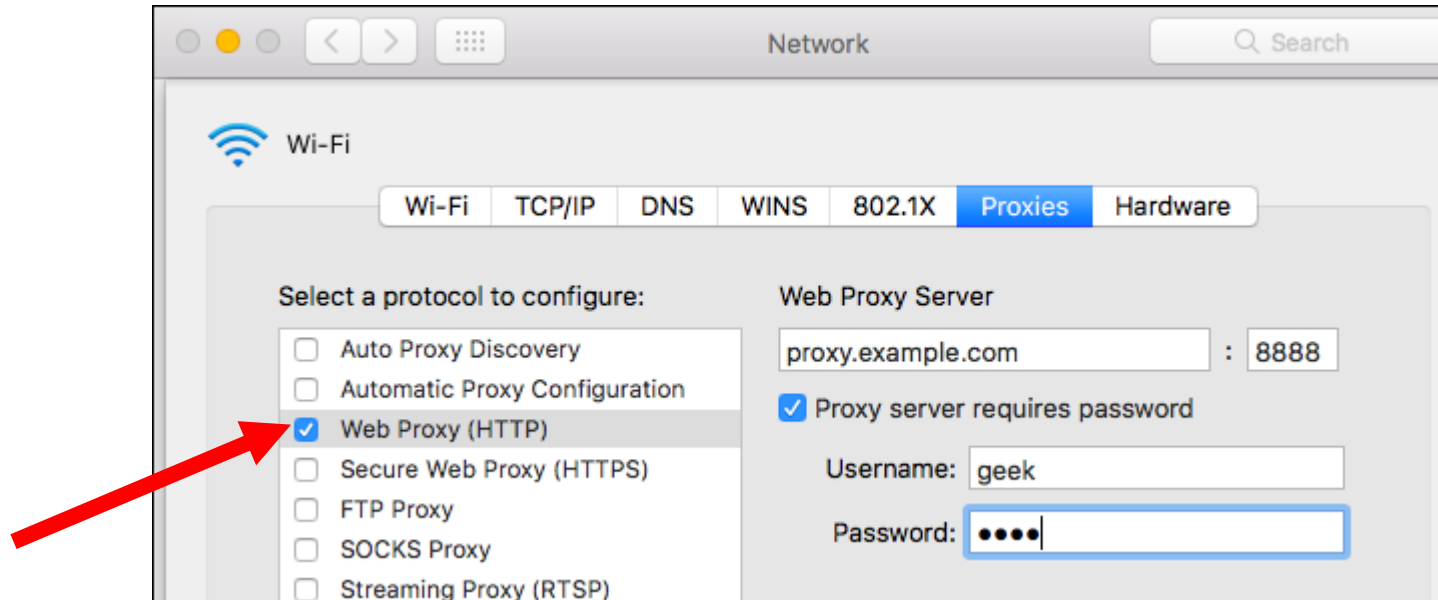 Network
Search
Wi-Fi
Wi-Fi TCP/IP DNS WINS 802.1X Proxies Hardware
Select a protocol to configure:
Auto Proxy Discovery
Automatic Proxy Configuration
Web Proxy (HTTP)
Secure Web Proxy (HTTPS)
FTP Proxy
SOCKS Proxy
Streaming Proxy (RTSP)
Web Proxy Server
proxy.example.com : 8888
Proxy server requires password
Username: geek
Password: ••••